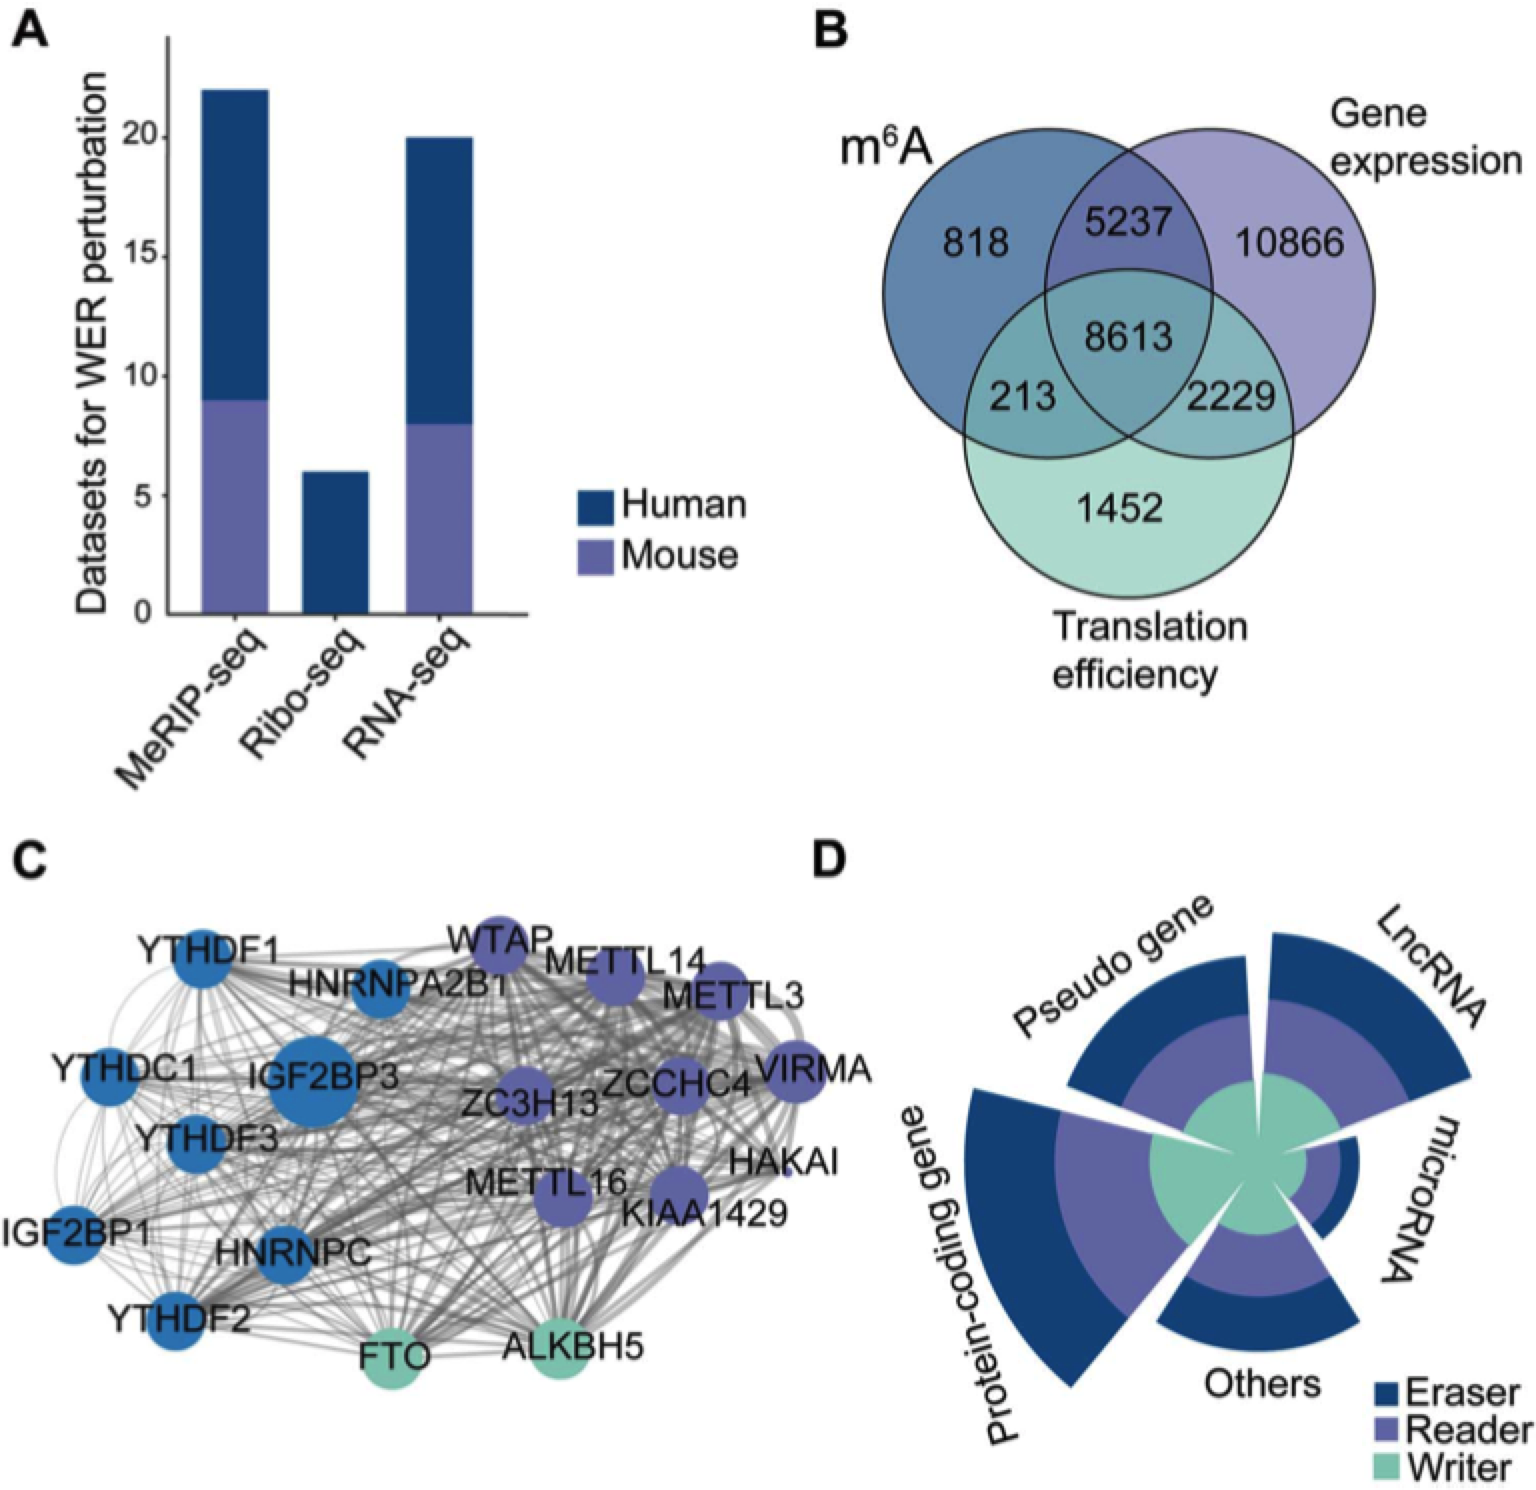 A
Datasets for WER perturbation
20
15
10
5
0
MeRIP-seq
Ribo-seq
RNA-seq
Human
Mouse
B
m⁶A
Gene
expression
818
5237
10866
8613
213
2229
1452
Translation
efficiency
C
YTHDF1
WTAP
METTL14
HNRNPA2B1
METTL3
YTHDC1
IGF2BP3
ZC3H13
ZCCHC4
VIRMA
YTHDF3
HAKAI
METTL16
KIAA1429
IGF2BP1
HNRNPC
YTHDF2
FTO
ALKBH5
D
Pseudo gene
LncRNA
microRNA
Protein-coding gene
Others
Eraser
Reader
Writer